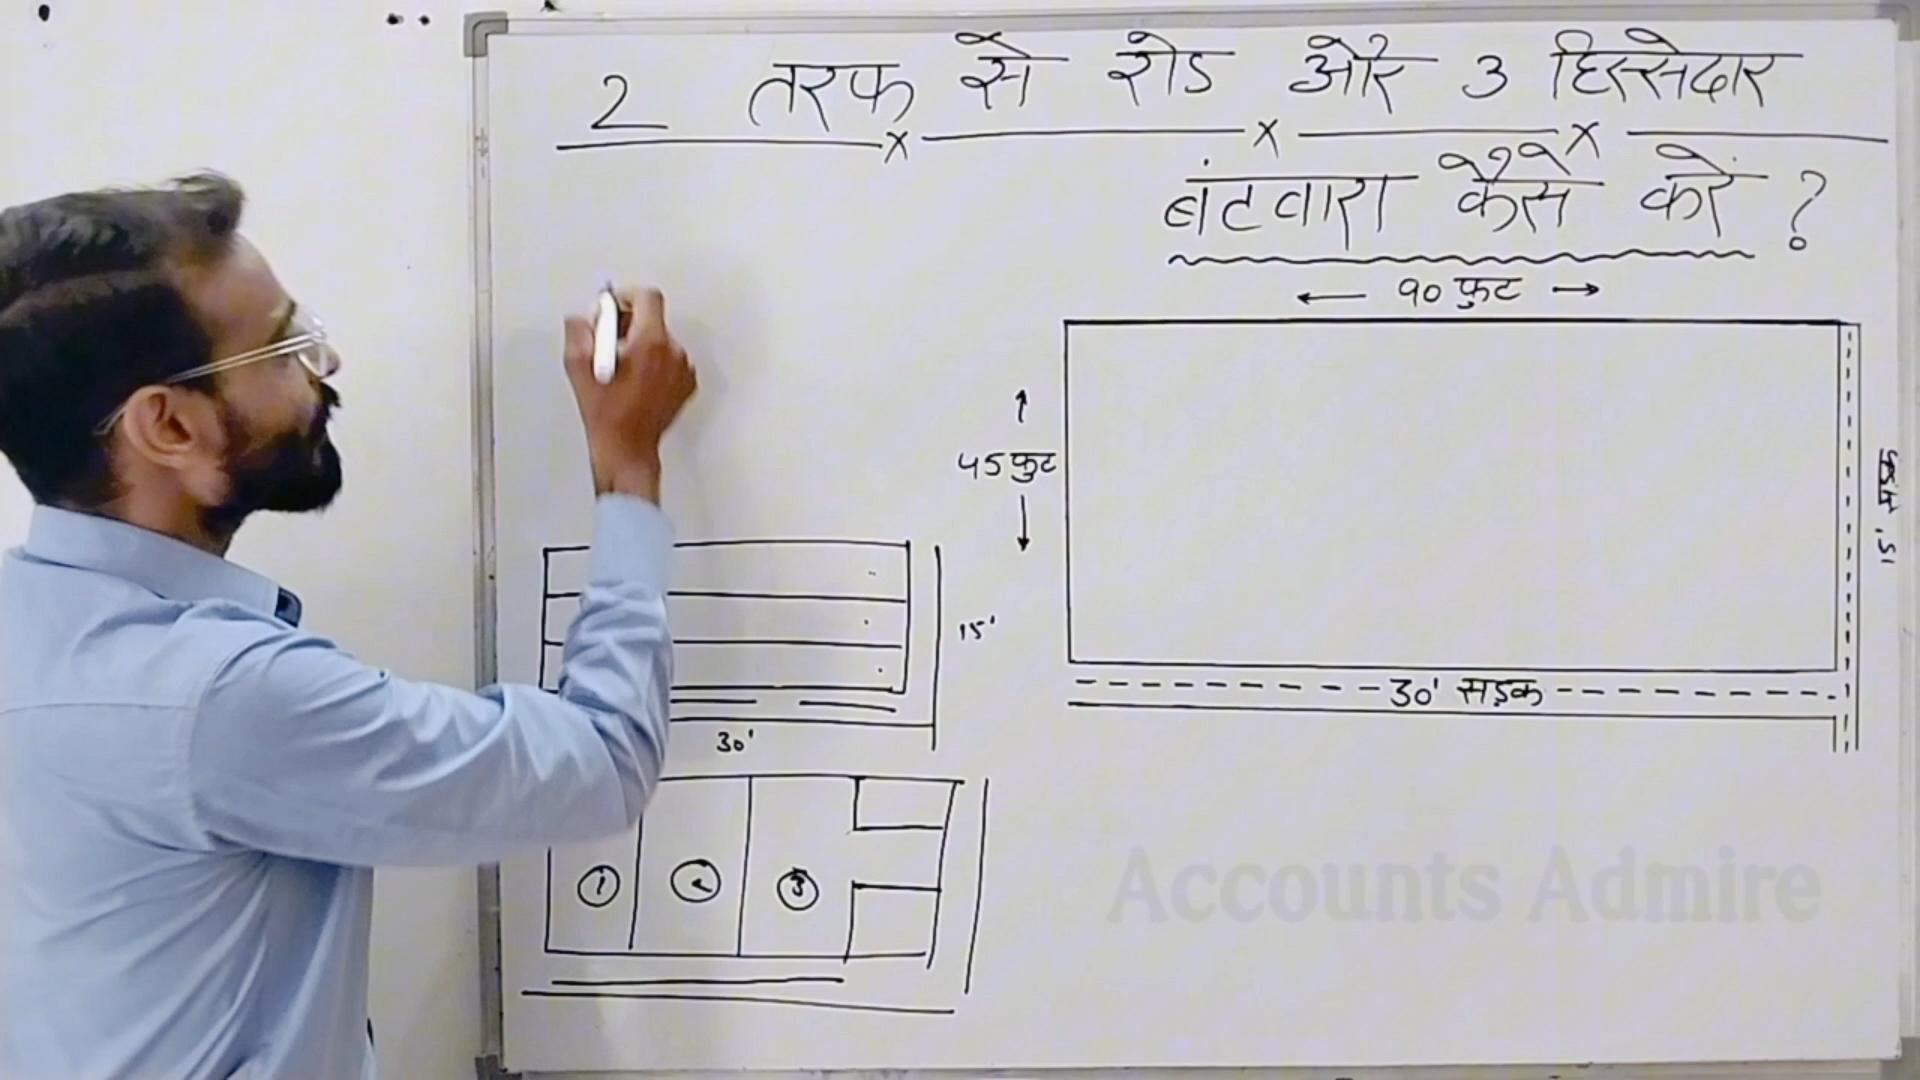 2 तरफ से रोड और 3 हिस्सेदार
बंटवारा कैसे करें ?
← 90 फुट →
45 फुट
15' सड़क
30' सड़क
15'
30'
1 2 3
Accounts Admire